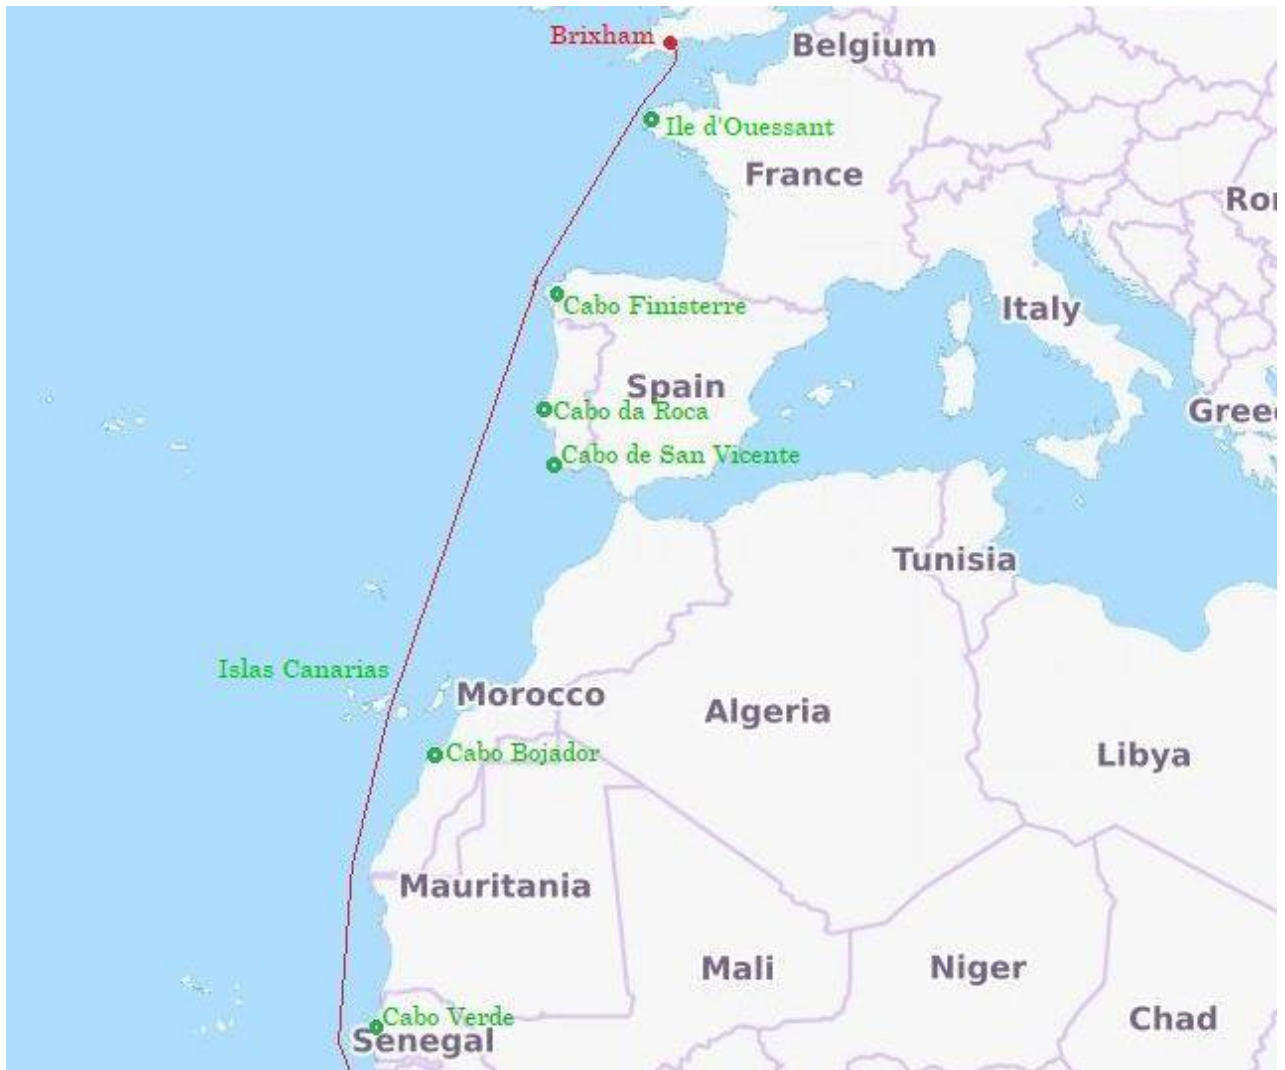 Brixham
Belgium
Ile d'Ouessant
France
Ro
Italy
Cabo Finisterre
Spain
Cabo da Roca
Gree
Cabo de San Vicente
Tunisia
Islas Canarias
Morocco
Algeria
Cabo Bojador
Libya
Mauritania
Mali
Niger
Cabo Verde
Senegal
Chad